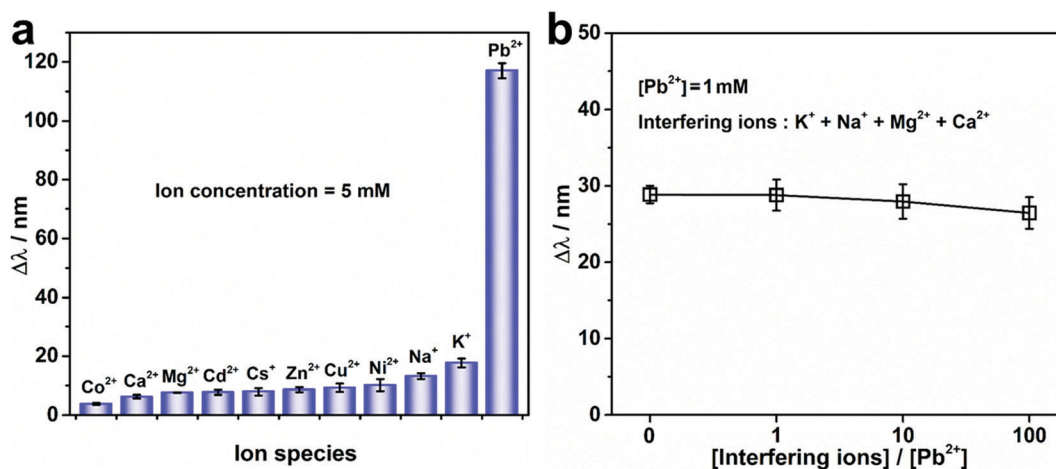 a
Δλ / nm
120
100
80
60
40
20
0
Ion concentration = 5 mM
Co²⁺
Ca²⁺
Mg²⁺
Cd²⁺
Cs⁺
Zn²⁺
Cu²⁺
Ni²⁺
Na⁺
K⁺
Pb²⁺
Ion species
b
Δλ / nm
50
40
30
20
10
0
[Pb²⁺] = 1 mM
Interfering ions : K⁺ + Na⁺ + Mg²⁺ + Ca²⁺
0 1 10 100
[Interfering ions] / [Pb²⁺]